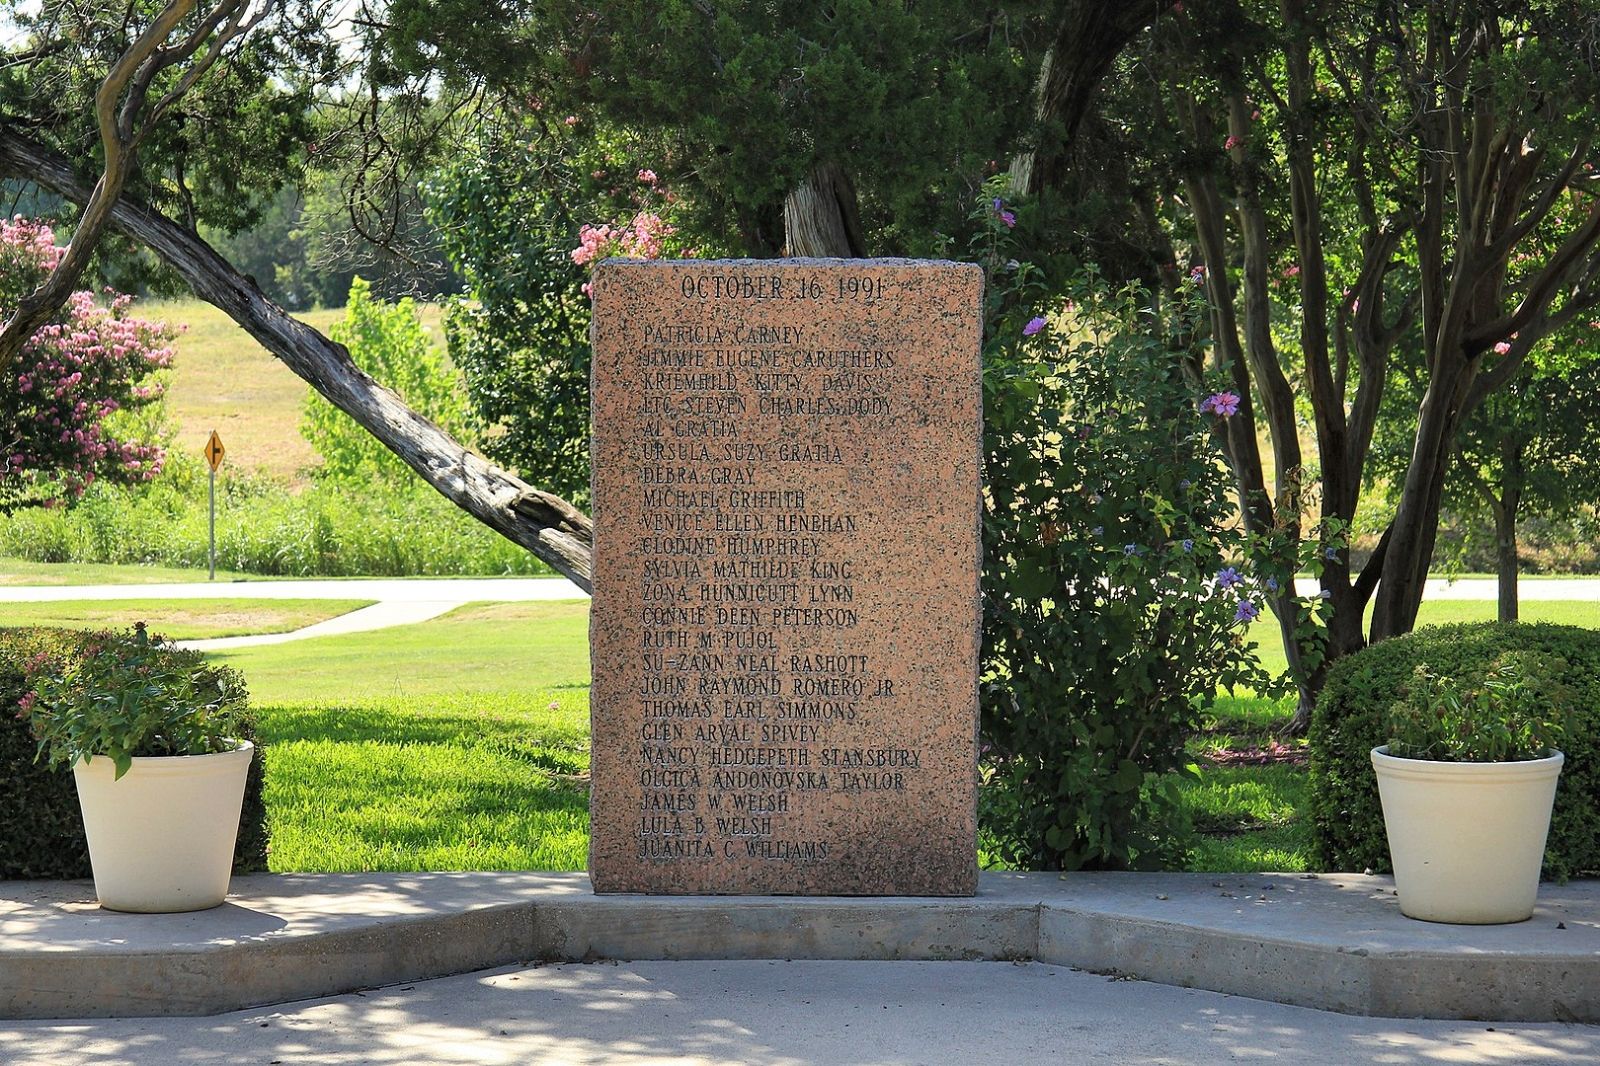 OCTOBER 16 1991
PATRICIA CARNEY
JIMMIE EUGENE CARUTHERS
KRIEMHILD KITTY DAVIS
LTC STEVEN CHARLES DODY
AL GRATIA
URSULA SUZY GRATIA
DEBRA GRAY
MICHAEL GRIFFITH
VENICE ELLEN HENEHAN
CLODINE HUMPHREY
SYLVIA MATHILDE KING
ZONA HUNNICUTT LYNN
CONNIE DEEN PETERSON
RUTH M PUJOL
SU-ZANN NEAL RASHOTT
JOHN RAYMOND ROMERO JR
THOMAS EARL SIMMONS
GLEN ARVAL SPIVEY
NANCY HEDGEPETH STANSBURY
OLGICA ANDONOVSKA TAYLOR
JAMES W WELSH
LULA B WELSH
JUANITA C WILLIAMS